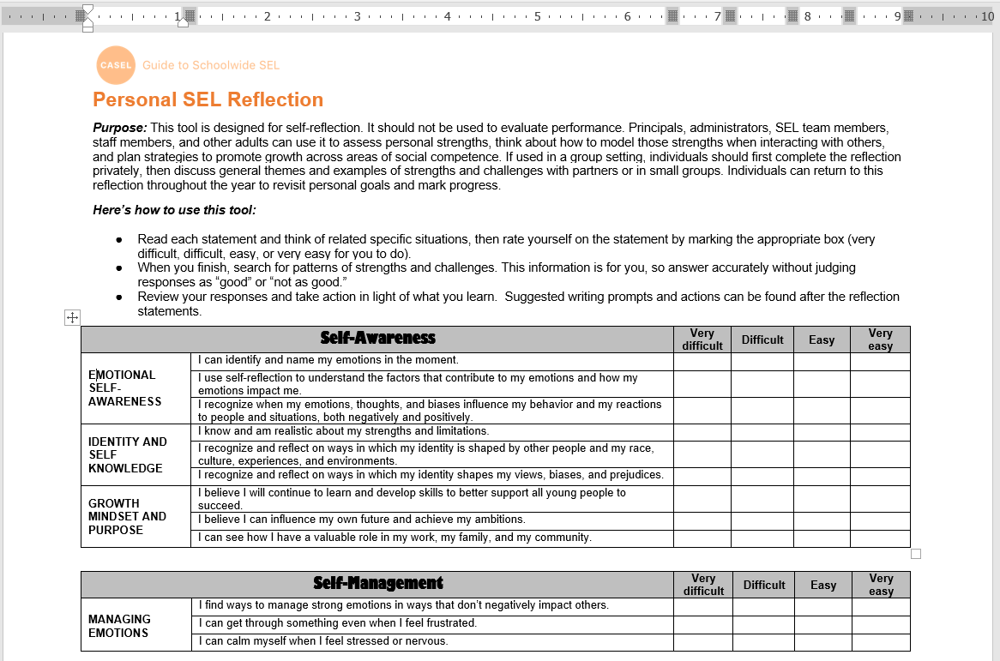 1 2 3 4 5 6 7 8 9 10
CASEL Guide to Schoolwide SEL
Personal SEL Reflection
Purpose: This tool is designed for self-reflection. It should not be used to evaluate performance. Principals, administrators, SEL team members,
staff members, and other adults can use it to assess personal strengths, think about how to model those strengths when interacting with others,
and plan strategies to promote growth across areas of social competence. If used in a group setting, individuals should first complete the reflection
privately, then discuss general themes and examples of strengths and challenges with partners or in small groups. Individuals can return to this
reflection throughout the year to revisit personal goals and mark progress.
Here's how to use this tool:
● Read each statement and think of related specific situations, then rate yourself on the statement by marking the appropriate box (very
difficult, difficult, easy, or very easy for you to do).
● When you finish, search for patterns of strengths and challenges. This information is for you, so answer accurately without judging
responses as “good” or “not as good.”
● Review your responses and take action in light of what you learn.  Suggested writing prompts and actions can be found after the reflection
statements.
Self-Awareness
Very
difficult
Difficult
Easy
Very
easy
EMOTIONAL
SELF-
AWARENESS
I can identify and name my emotions in the moment.
I use self-reflection to understand the factors that contribute to my emotions and how my
emotions impact me.
I recognize when my emotions, thoughts, and biases influence my behavior and my reactions
to people and situations, both negatively and positively.
IDENTITY AND
SELF
KNOWLEDGE
I know and am realistic about my strengths and limitations.
I recognize and reflect on ways in which my identity is shaped by other people and my race,
culture, experiences, and environments.
I recognize and reflect on ways in which my identity shapes my views, biases, and prejudices.
GROWTH
MINDSET AND
PURPOSE
I believe I will continue to learn and develop skills to better support all young people to
succeed.
I believe I can influence my own future and achieve my ambitions.
I can see how I have a valuable role in my work, my family, and my community.
Self-Management
Very
difficult
Difficult
Easy
Very
easy
MANAGING
EMOTIONS
I find ways to manage strong emotions in ways that don’t negatively impact others.
I can get through something even when I feel frustrated.
I can calm myself when I feel stressed or nervous.